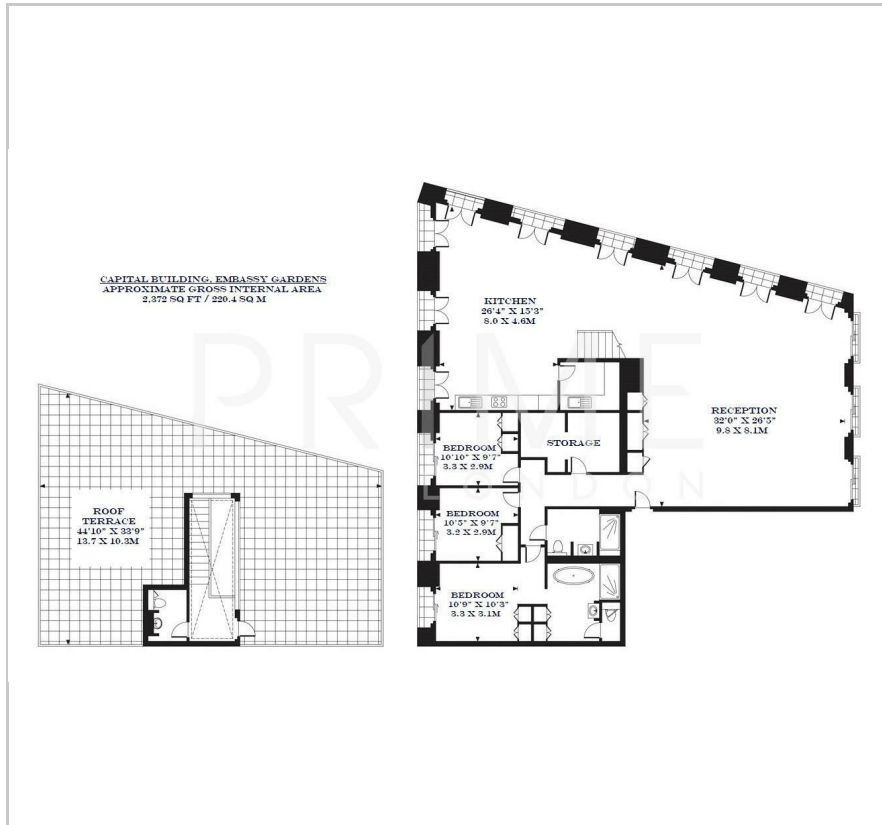 CAPITAL BUILDING, EMBASSY GARDENS
APPROXIMATE GROSS INTERNAL AREA
2,372 SQ FT / 220.4 SQ M
KITCHEN
26'4" X 15'3"
8.0 X 4.6M
PRIME
LONDON
RECEPTION
32'0" X 26'5"
9.8 X 8.1M
STORAGE
BEDROOM
10'10" X 9'7"
3.3 X 2.9M
BEDROOM
10'5" X 9'7"
3.2 X 2.9M
BEDROOM
10'9" X 10'3"
3.3 X 3.1M
ROOF
TERRACE
44'10" X 33'9"
13.7 X 10.3M